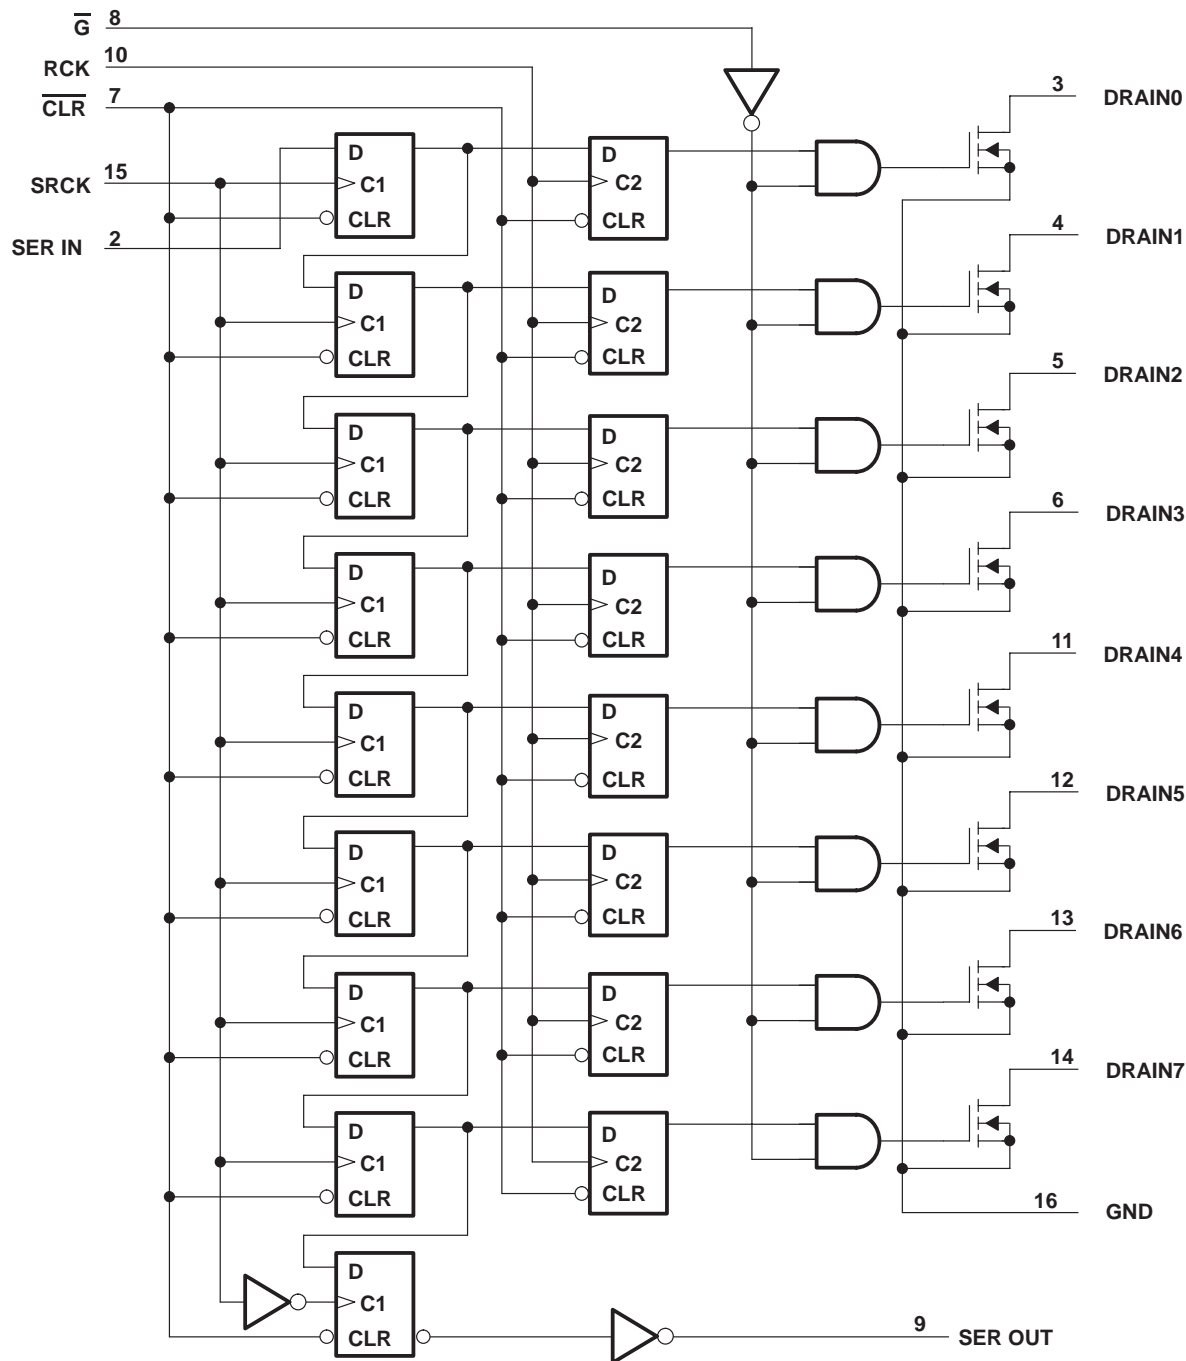 G 8
RCK 10
CLR 7
3 DRAIN0
D D
SRCK 15 C1 C2
CLR CLR
SER IN 2
4 DRAIN1
D D
C1 C2
CLR CLR
5 DRAIN2
D D
C1 C2
CLR CLR
6 DRAIN3
D D
C1 C2
CLR CLR
11 DRAIN4
D D
C1 C2
CLR CLR
12 DRAIN5
D D
C1 C2
CLR CLR
13 DRAIN6
D D
C1 C2
CLR CLR
14 DRAIN7
D D
C1 C2
CLR CLR
16 GND
D
C1
CLR
9 SER OUT